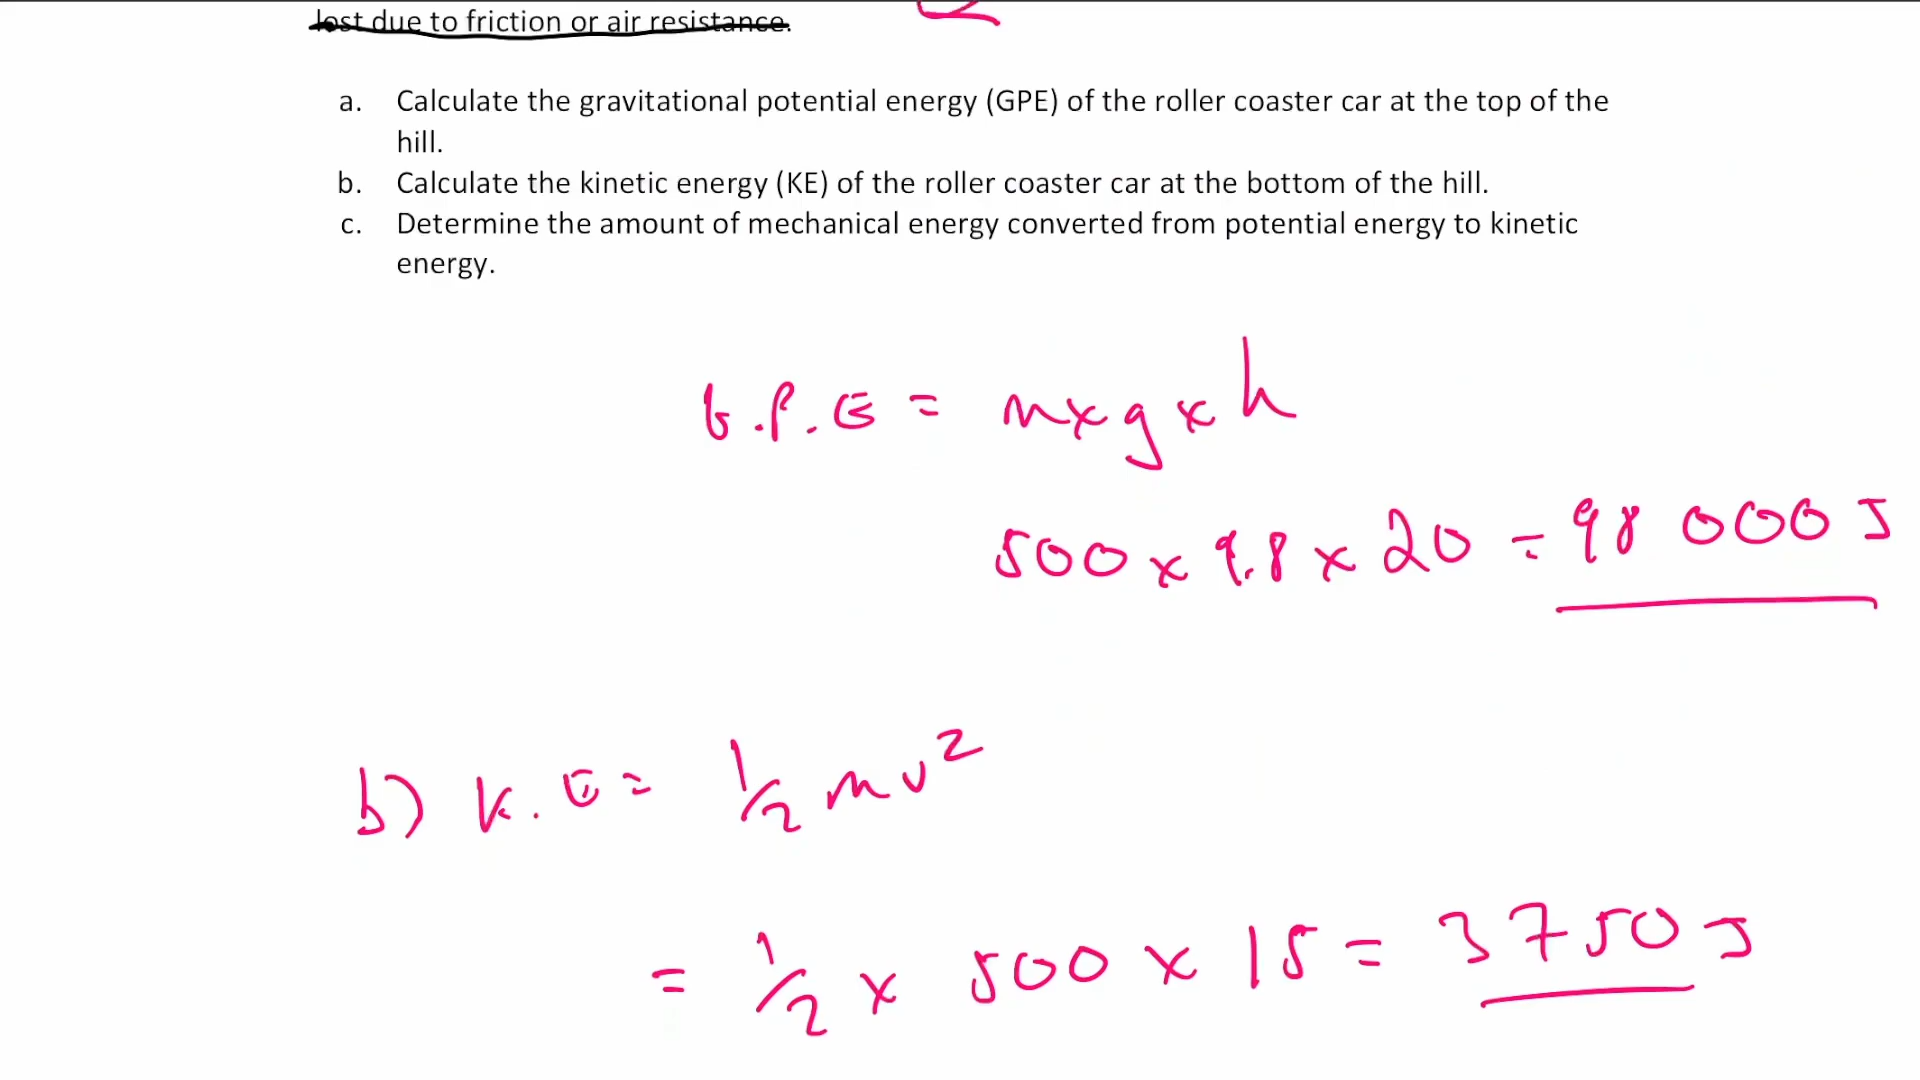 lost due to friction or air resistance.
a. Calculate the gravitational potential energy (GPE) of the roller coaster car at the top of the
hill.
b. Calculate the kinetic energy (KE) of the roller coaster car at the bottom of the hill.
c. Determine the amount of mechanical energy converted from potential energy to kinetic
energy.
G.P.E = m x g x h
500 x 9.8 x 20 = 98 000 J
b) K.E = 1/2 mv²
= 1/2 x 500 x 15 = 3750 J